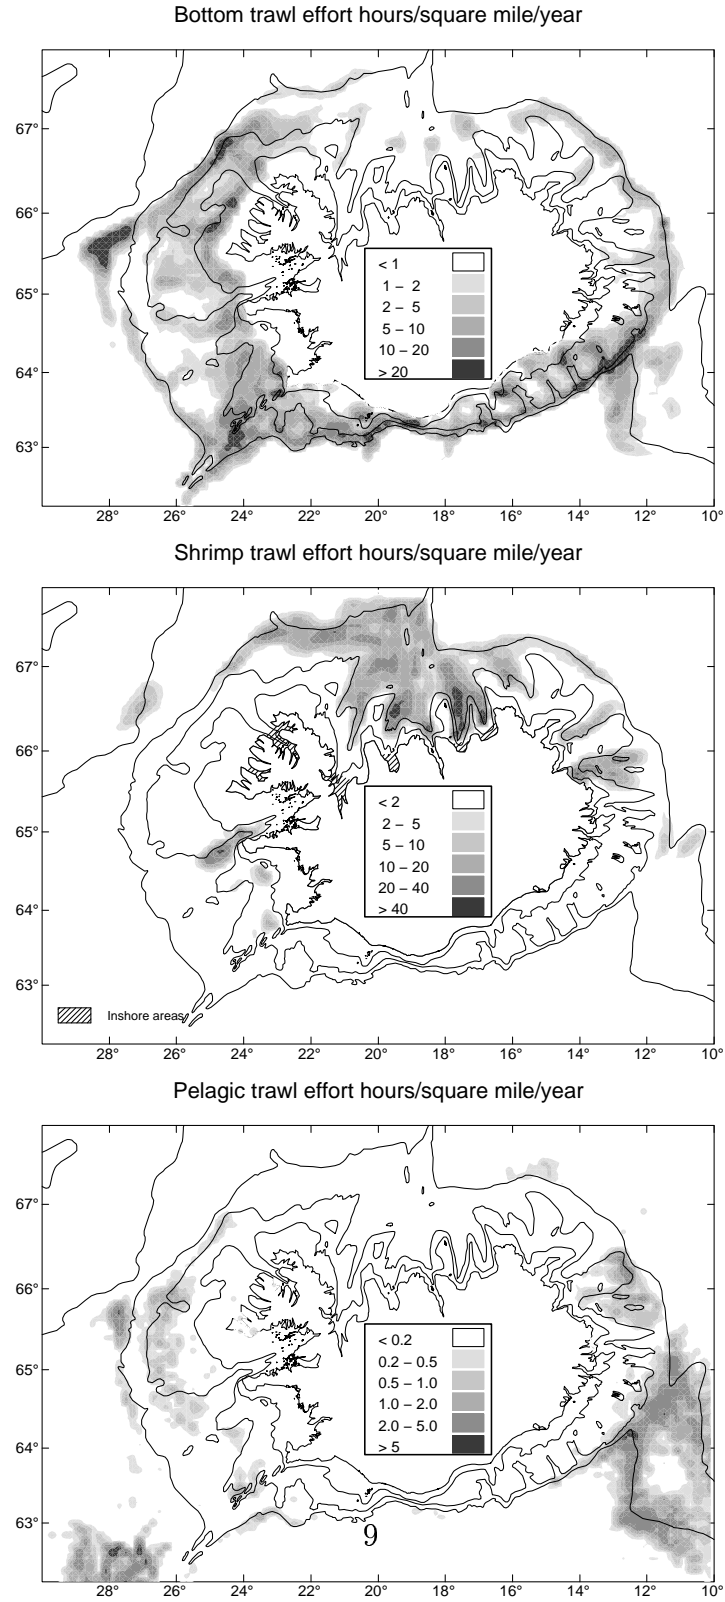 Bottom trawl effort hours/square mile/year
67°
66°
65°
64°
63°
< 1
1 – 2
2 – 5
5 – 10
10 – 20
> 20
28° 26° 24° 22° 20° 18° 16° 14° 12° 10°
Shrimp trawl effort hours/square mile/year
67°
66°
65°
64°
63°
< 2
2 – 5
5 – 10
10 – 20
20 – 40
> 40
Inshore areas
28° 26° 24° 22° 20° 18° 16° 14° 12° 10°
Pelagic trawl effort hours/square mile/year
67°
66°
65°
64°
63°
< 0.2
0.2 – 0.5
0.5 – 1.0
1.0 – 2.0
2.0 – 5.0
> 5
9
28° 26° 24° 22° 20° 18° 16° 14° 12° 10°